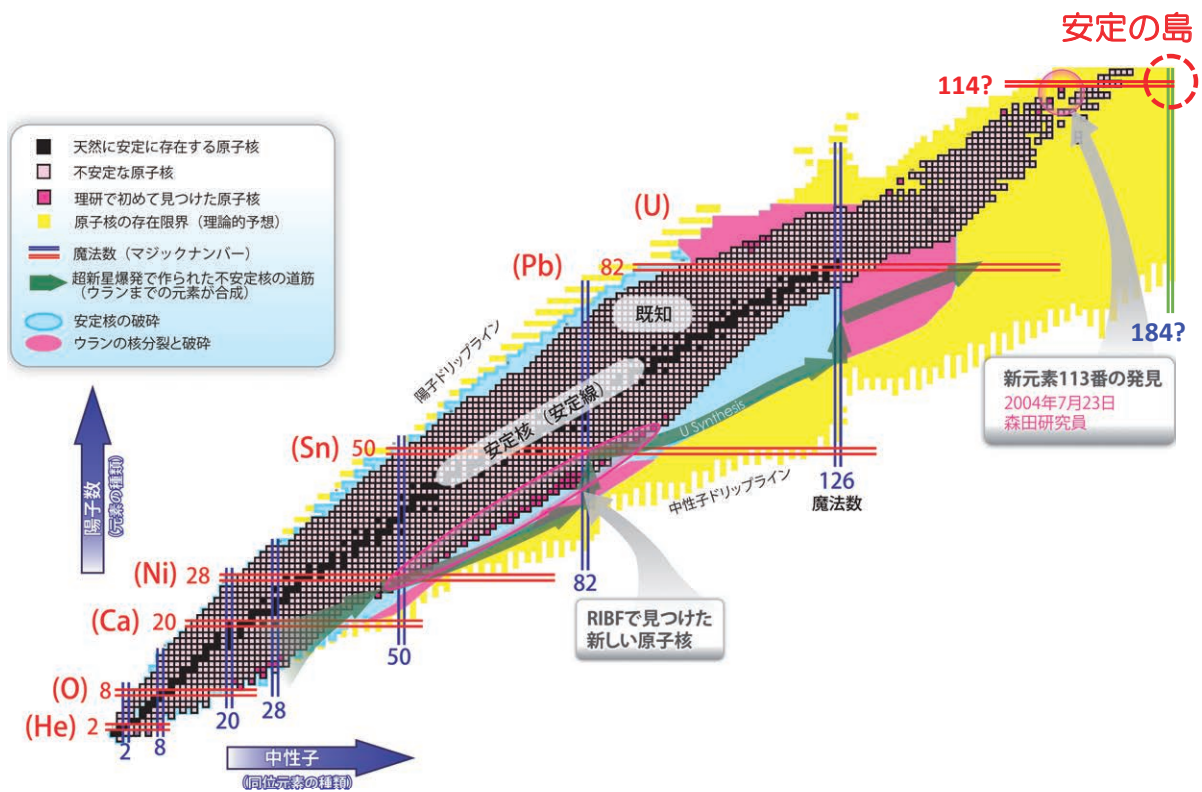 安定の島
114?
天然に安定に存在する原子核
不安定な原子核
理研で初めて見つけた原子核
原子核の存在限界（理論的予想）
魔法数（マジックナンバー）
超新星爆発で作られた不安定核の道筋
（ウランまでの元素が合成）
安定核の破砕
ウランの核分裂と破砕
(U)
(Pb) 82
既知
184?
陽子ドリップライン
新元素113番の発見
2004年7月23日
森田研究員
安定核（安定線）
U Synthesis
(Sn) 50
126
魔法数
中性子ドリップライン
陽子数
(元素の種類)
(Ni) 28
82
(Ca) 20
RIBFで見つけた
新しい原子核
50
(O) 8
28
20
(He) 2
8
2
中性子
(同位元素の種類)